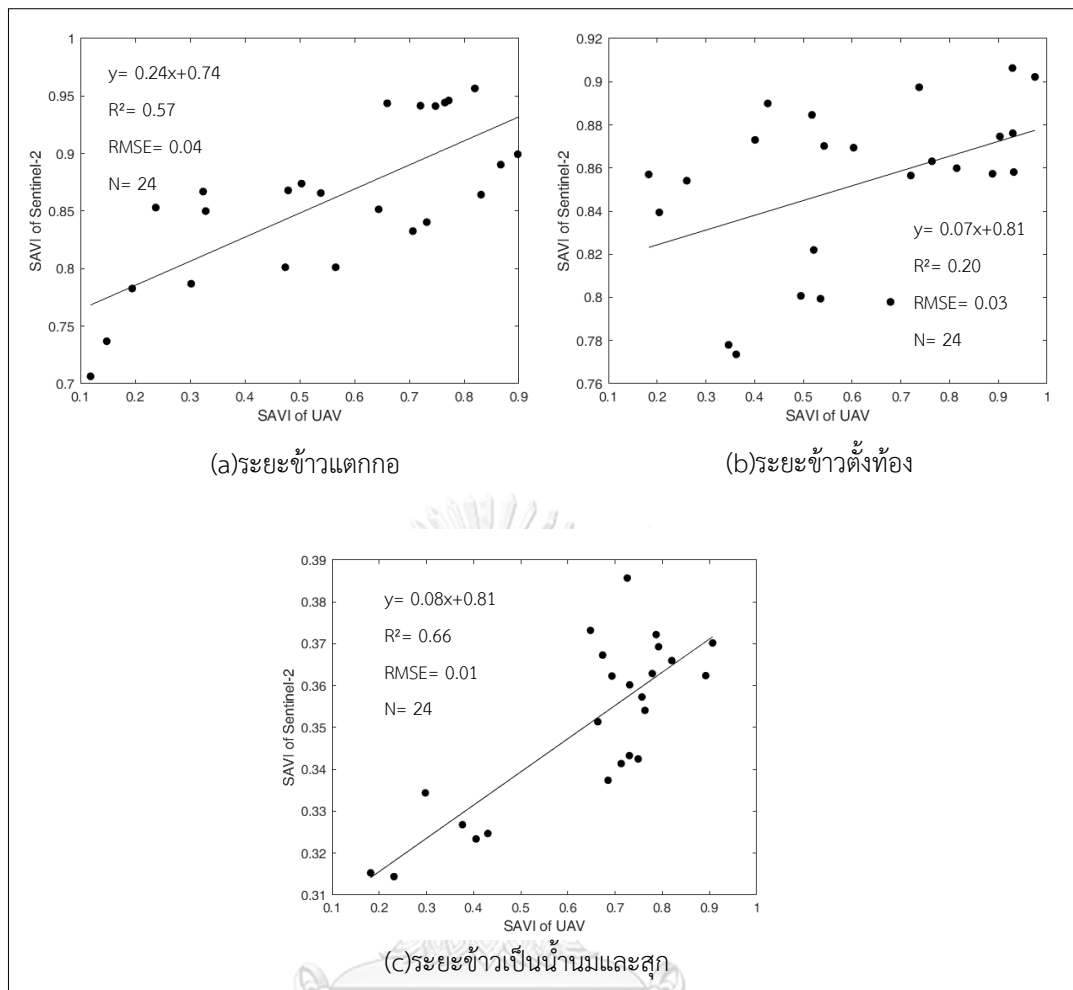 y= 0.24x+0.74
R²= 0.57
RMSE= 0.04
N= 24
1
0.95
0.9
0.85
0.8
0.75
0.7
SAVI of Sentinel-2
0.1 0.2 0.3 0.4 0.5 0.6 0.7 0.8 0.9
SAVI of UAV
(a)ระยะข้าวแตกกอ
0.92
0.9
0.88
0.86
0.84
0.82
0.8
0.78
0.76
SAVI of Sentinel-2
y= 0.07x+0.81
R²= 0.20
RMSE= 0.03
N= 24
0.1 0.2 0.3 0.4 0.5 0.6 0.7 0.8 0.9 1
SAVI of UAV
(b)ระยะข้าวตั้งท้อง
0.39
0.38
0.37
0.36
0.35
0.34
0.33
0.32
0.31
SAVI of Sentinel-2
y= 0.08x+0.81
R²= 0.66
RMSE= 0.01
N= 24
0.1 0.2 0.3 0.4 0.5 0.6 0.7 0.8 0.9 1
SAVI of UAV
(c)ระยะข้าวเป็นน้ำนมและสุก